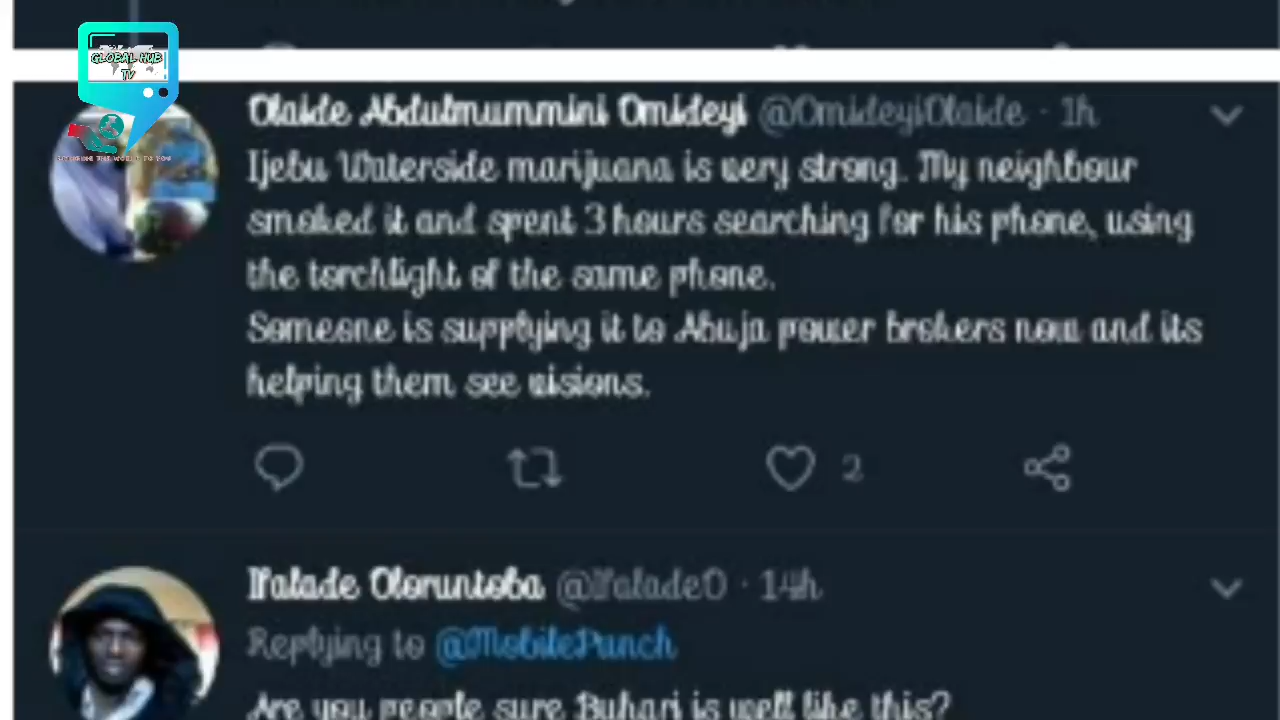 GLOBAL HUB
TV
Olaide Abdulmummini Omideyi @OmideyiOlaide · 1h
Ijebu Waterside marijuana is very strong. My neighbour
smoked it and spent 3 hours searching for his phone, using
the torchlight of the same phone.
Someone is supplying it to Abuja power brokers now and its
helping them see visions.
2
Ifalade Oloruntoba @IfaladeO · 14h
Replying to @MobilePunch
Are you people sure Buhari is well like this?